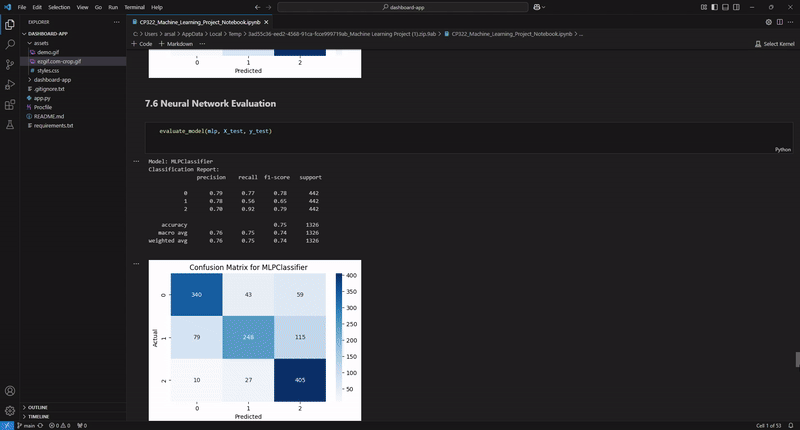 File Edit Selection View Go Run Terminal Help
dashboard-app
EXPLORER
DASHBOARD-APP
assets
demo.gif
ezgif.com-crop.gif
styles.css
dashboard-app
.gitignore.txt
app.py
Procfile
README.md
requirements.txt
OUTLINE
TIMELINE
CP322_Machine_Learning_Project_Notebook.ipynb
C: > Users > arsal > AppData > Local > Temp > 3ad55c36-eed2-4568-91ca-fcce999719ab_Machine Learning Project (1).zip.9ab > CP322_Machine_Learning_Project_Notebook.ipynb > ...
+ Code + Markdown ...
Select Kernel
0 1 2
Predicted
7.6 Neural Network Evaluation
evaluate_model(mlp, X_test, y_test)
Python
Model: MLPClassifier
Classification Report:
precision recall f1-score support
0 0.79 0.77 0.78 442
1 0.78 0.56 0.65 442
2 0.70 0.92 0.79 442
accuracy 0.75 1326
macro avg 0.76 0.75 0.74 1326
weighted avg 0.76 0.75 0.74 1326
Confusion Matrix for MLPClassifier
Actual
0 340 43 59
1 79 248 115
2 10 27 405
0 1 2
Predicted
400
350
300
250
200
150
100
50
main 0 0 0
Cell 1 of 53